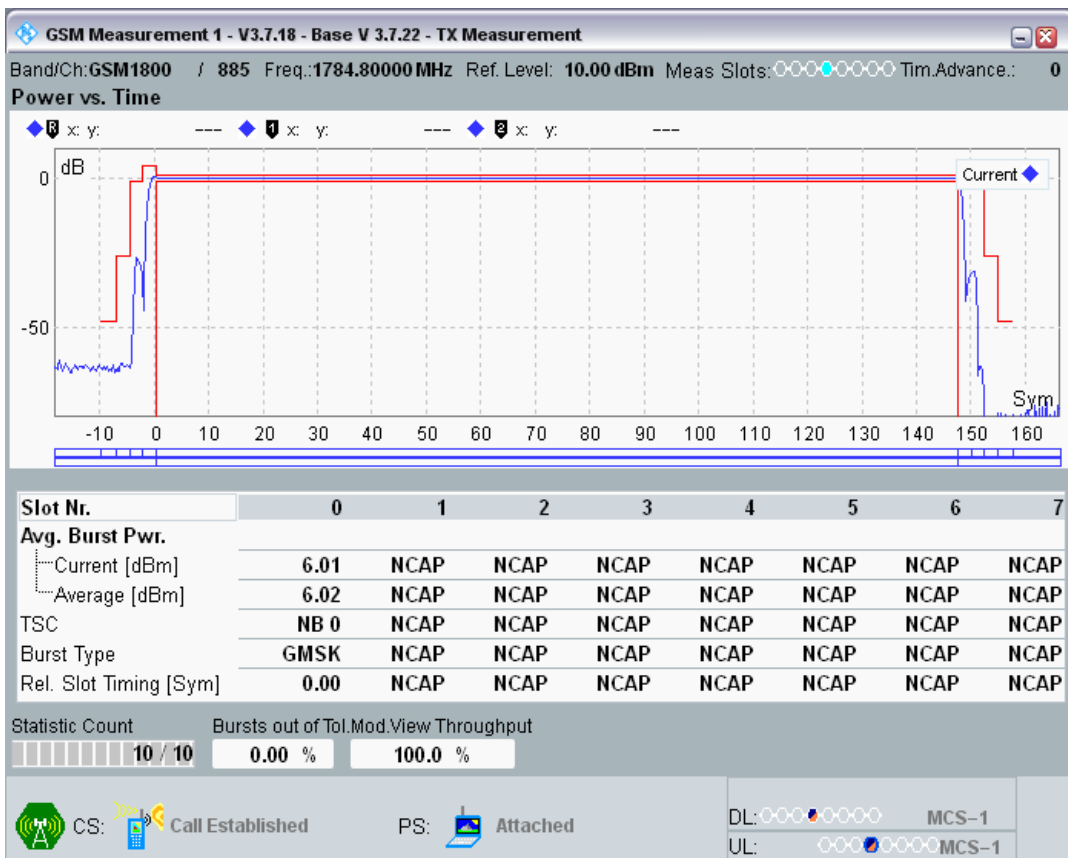 GSM Measurement 1 - V3.7.18 - Base V 3.7.22 - TX Measurement
Band/Ch:GSM1800 / 885 Freq.:1784.80000 MHz Ref. Level: 10.00 dBm Meas Slots: Tim.Advance.: 0
Power vs. Time
R x: y: --- 1 x: y: --- 2 x: y: ---
dB
Current
0
-50
Sym
-10 0 10 20 30 40 50 60 70 80 90 100 110 120 130 140 150 160
Slot Nr. 0 1 2 3 4 5 6 7
Avg. Burst Pwr.
Current [dBm] 6.01 NCAP NCAP NCAP NCAP NCAP NCAP NCAP
Average [dBm] 6.02 NCAP NCAP NCAP NCAP NCAP NCAP NCAP
TSC NB 0 NCAP NCAP NCAP NCAP NCAP NCAP NCAP
Burst Type GMSK NCAP NCAP NCAP NCAP NCAP NCAP NCAP
Rel. Slot Timing [Sym] 0.00 NCAP NCAP NCAP NCAP NCAP NCAP NCAP
Statistic Count Bursts out of Tol.Mod.View Throughput
10 / 10 0.00 % 100.0 %
CS: Call Established PS: Attached
DL: MCS-1
UL: MCS-1